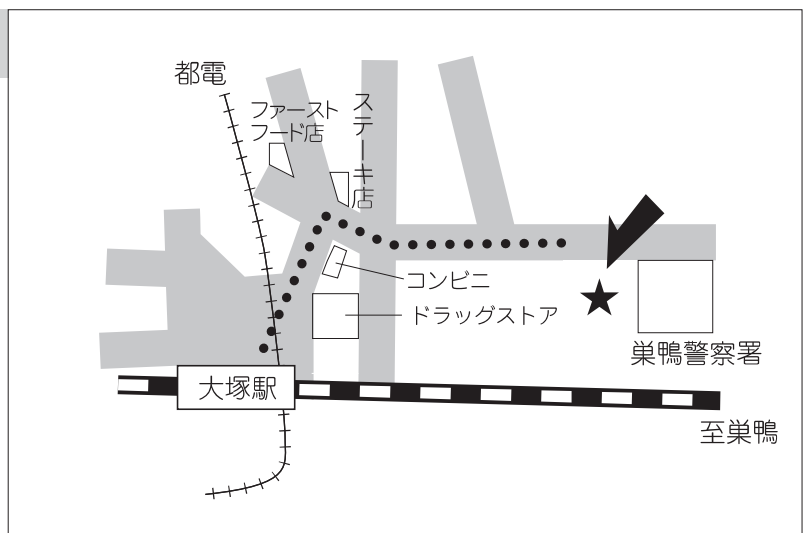 都電
ファースト
フード店
ステーキ店
コンビニ
ドラッグストア
巣鴨警察署
大塚駅
至巣鴨